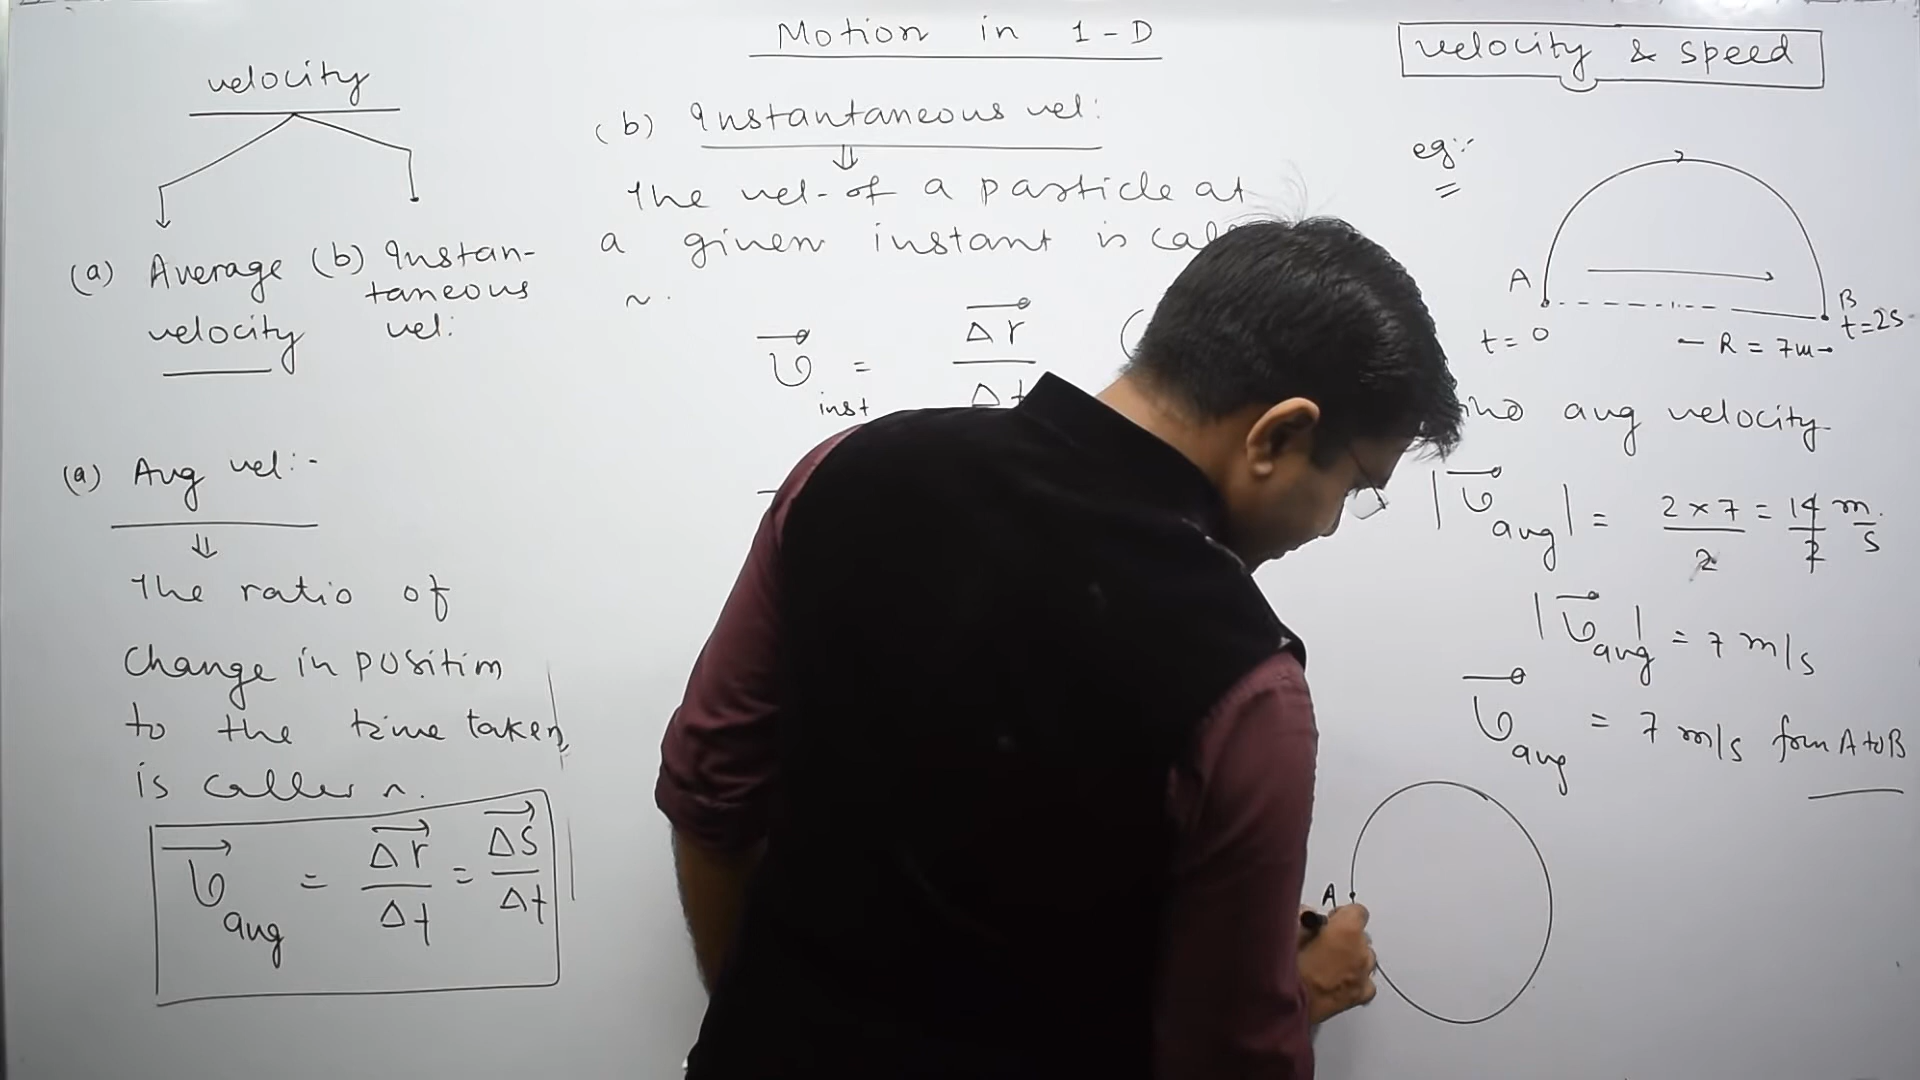 Motion in 1-D
velocity & speed
velocity
(a) Average velocity
(b) Instan-
taneous
vel:
(a) Avg vel:-
⇓
The ratio of
change in position
to the time taken
is called ~.
v⃗ avg = Δr⃗/Δt = Δs⃗/Δt
(b) Instantaneous vel:
⇓
The vel- of a particle at
a given instant is
~.
v⃗ inst = Δr⃗/Δt (
eg:-
A
B
t = 0
t = 2s
R = 7m
avg velocity
|v⃗ avg| = 2 × 7/2 = 14/2 m/s
|v⃗ avg| = 7 m/s
v⃗ avg = 7 m/s from A to B
A